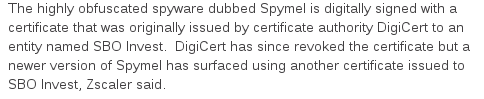 The highly obfuscated spyware dubbed Spymel is digitally signed with a
certificate that was originally issued by certificate authority DigiCert to an
entity named SBO Invest.  DigiCert has since revoked the certificate but a
newer version of Spymel has surfaced using another certificate issued to
SBO Invest, Zscaler said.